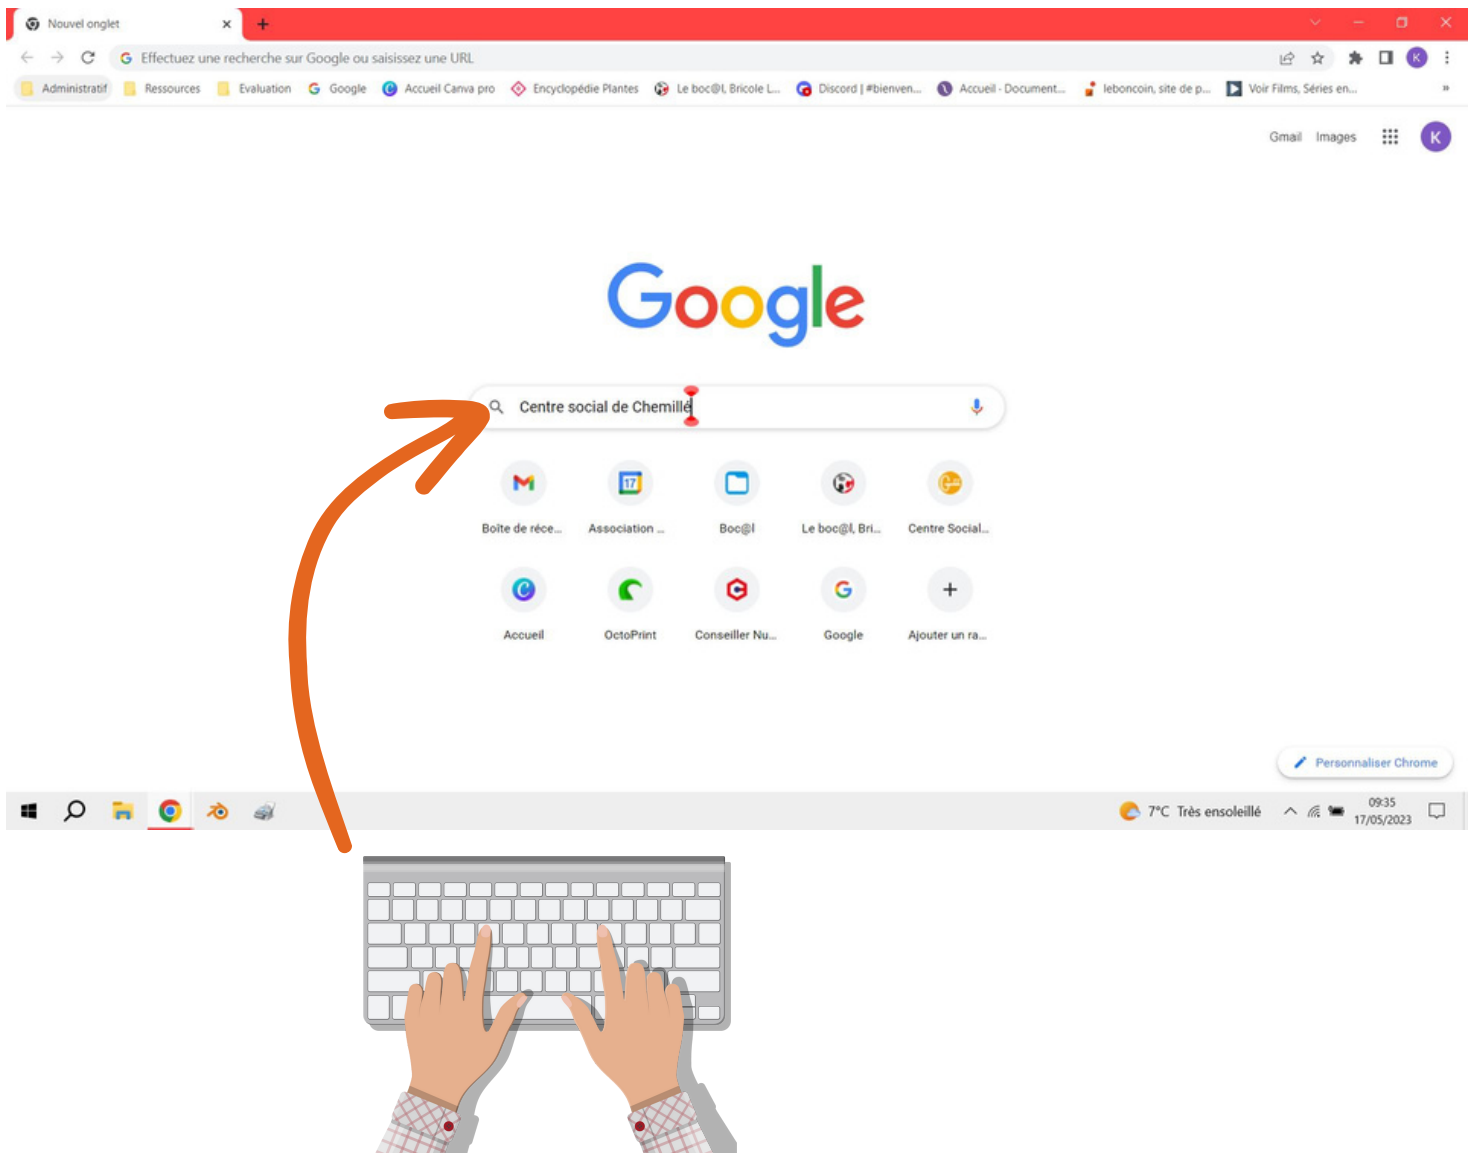 Nouvel onglet
Effectuez une recherche sur Google ou saisissez une URL
K
Administratif Ressources Evaluation Google Accueil Canva pro Encyclopédie Plantes Le boc@l, Bricole L... Discord | #bienven... Accueil - Document... leboncoin, site de p... Voir Films, Séries en... »
Gmail Images K
Google
Centre social de Chemillé
17
Boîte de réce... Association ... Boc@l Le boc@l, Bri... Centre Social...
Accueil OctoPrint Conseiller Nu... Google Ajouter un ra...
Personnaliser Chrome
7°C Très ensoleillé 09:35
17/05/2023